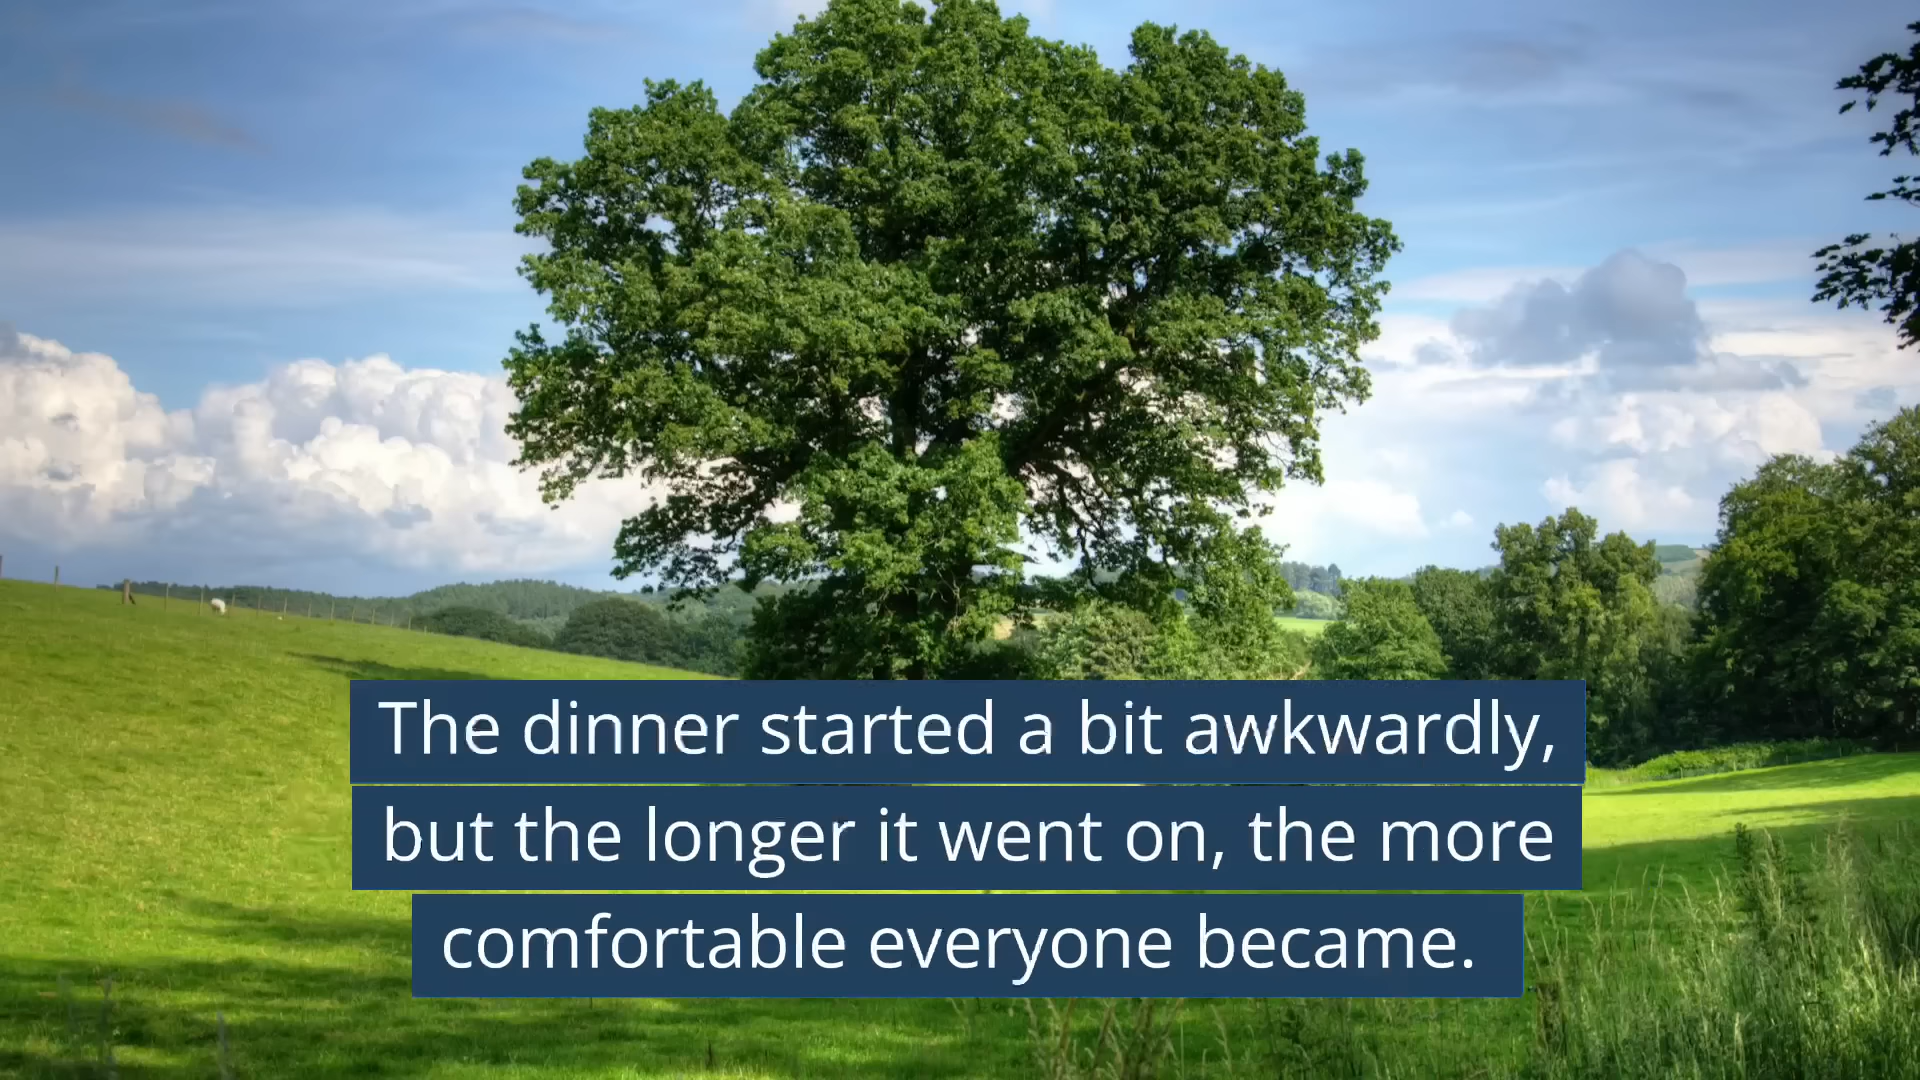 The dinner started a bit awkwardly,
but the longer it went on, the more
comfortable everyone became.